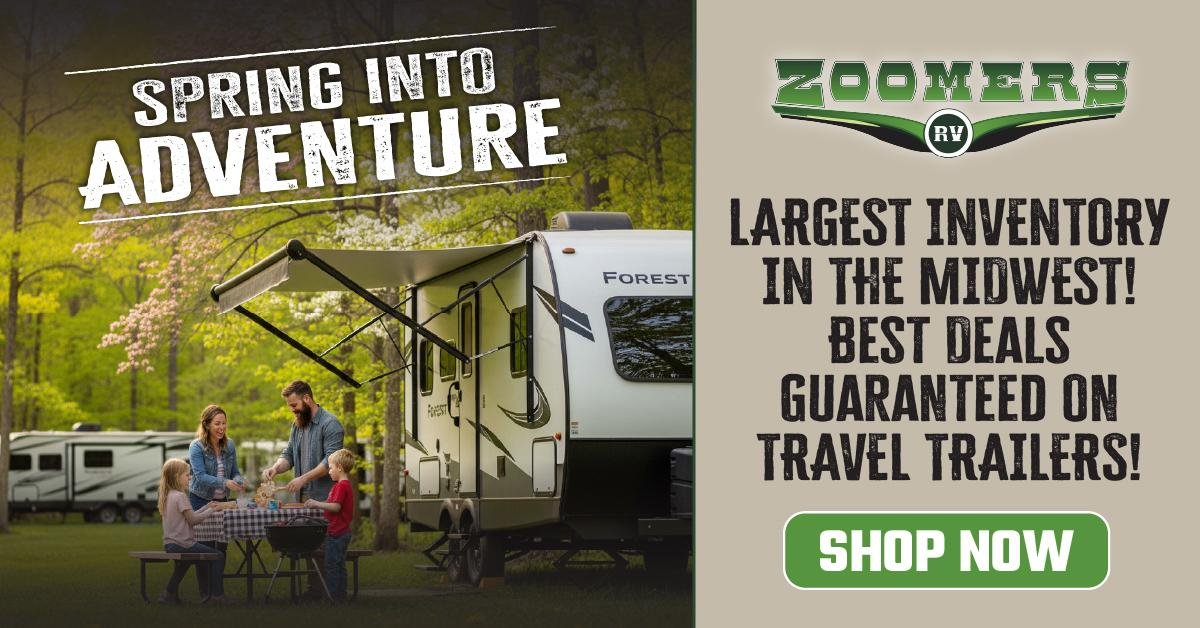 SPRING INTO
ADVENTURE
FOREST
FOREST
ZOOMERS
RV
LARGEST INVENTORY
IN THE MIDWEST!
BEST DEALS
GUARANTEED ON
TRAVEL TRAILERS!
SHOP NOW